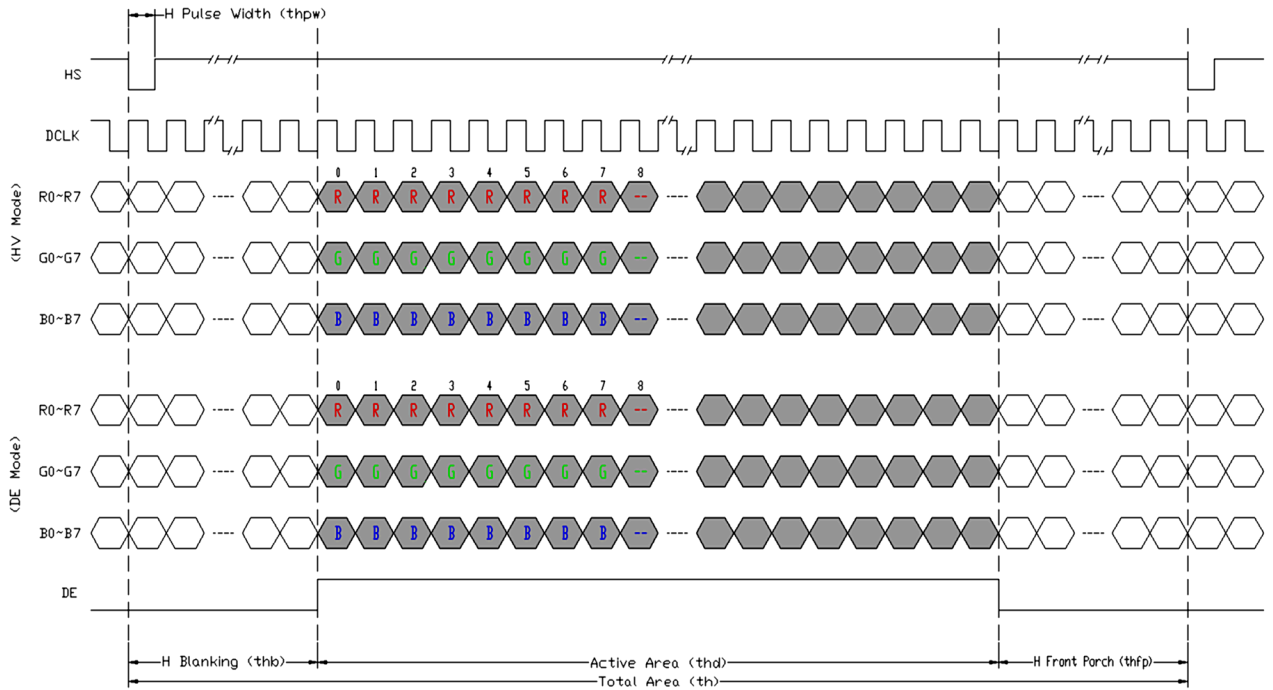 H Pulse Width (thpw)
HS
DCLK
(HV Mode)
0 1 2 3 4 5 6 7 8
R0~R7 ---- R R R R R R R R -- ---- ----
G0~G7 ---- G G G G G G G G -- ---- ----
B0~B7 ---- B B B B B B B B -- ---- ----
(DE Mode)
0 1 2 3 4 5 6 7 8
R0~R7 ---- R R R R R R R R -- ---- ----
G0~G7 ---- G G G G G G G G -- ---- ----
B0~B7 ---- B B B B B B B B -- ---- ----
DE
H Blanking (thb) Active Area (thd) H Front Porch (thfp)
Total Area (th)